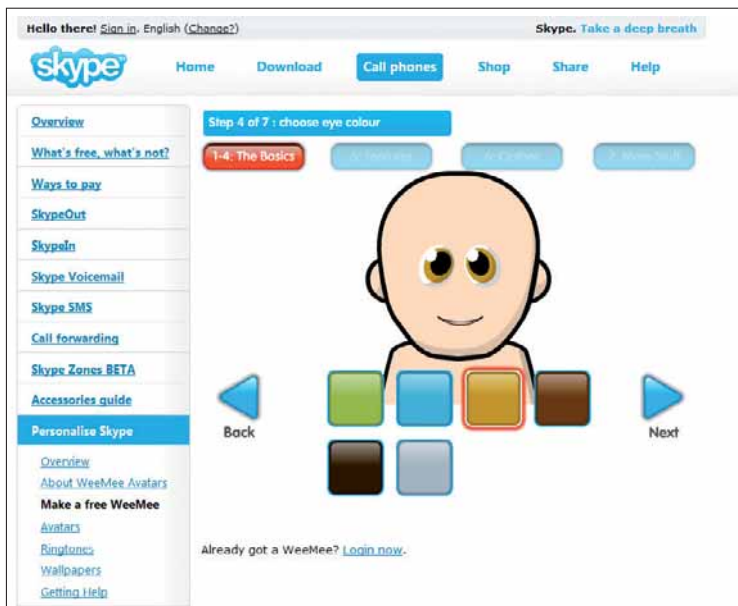 Hello there! Sign in. English (Change?)
Skype. Take a deep breath
skype
Home Download Call phones Shop Share Help
Overview
What's free, what's not?
Ways to pay
SkypeOut
SkypeIn
Skype Voicemail
Skype SMS
Call forwarding
Skype Zones BETA
Accessories guide
Personalise Skype
Overview
About WeeMee Avatars
Make a free WeeMee
Avatars
Ringtones
Wallpapers
Getting Help
Step 4 of 7 : choose eye colour
1-4: The Basics
Back
Next
Already got a WeeMee? Login now.